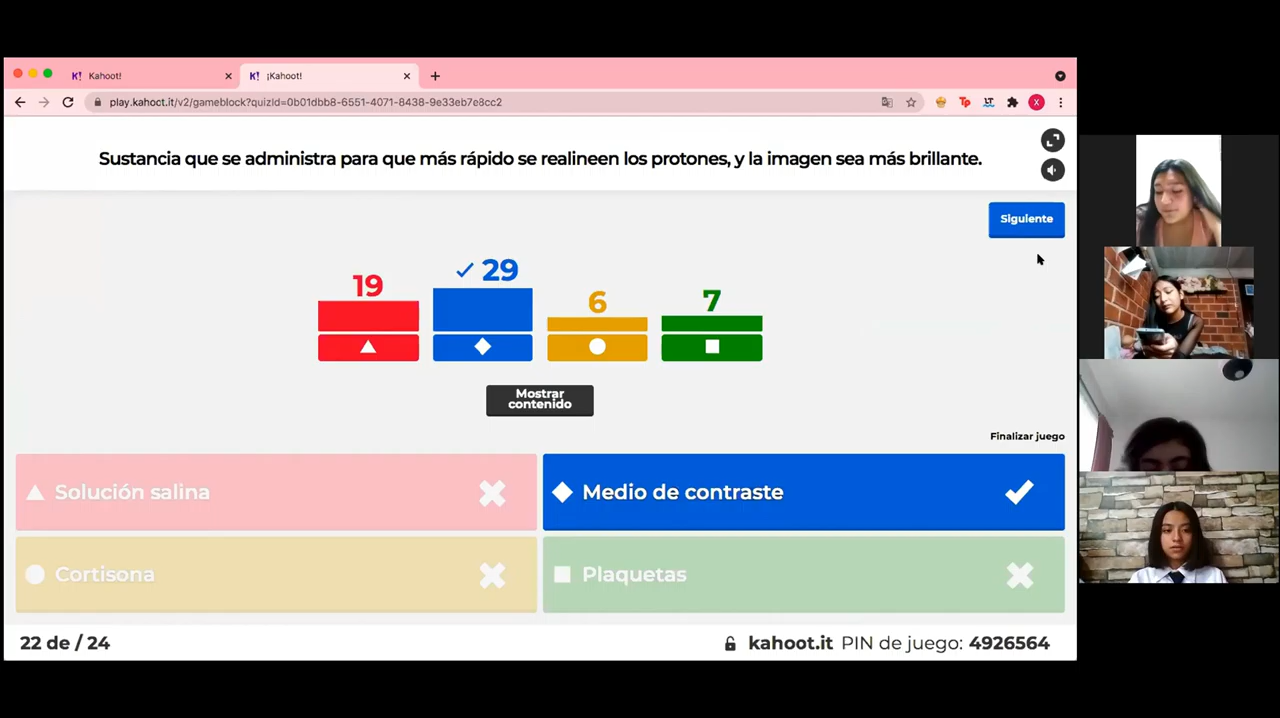 Kahoot!
¡Kahoot!
play.kahoot.it/v2/gameblock?quizId=0b01dbb8-6551-4071-8438-9e33eb7e8cc2
Sustancia que se administra para que más rápido se realineen los protones, y la imagen sea más brillante.
Siguiente
19
29
6
7
Mostrar
contenido
Finalizar juego
Solución salina
Medio de contraste
Cortisona
Plaquetas
22 de / 24
kahoot.it PIN de juego: 4926564